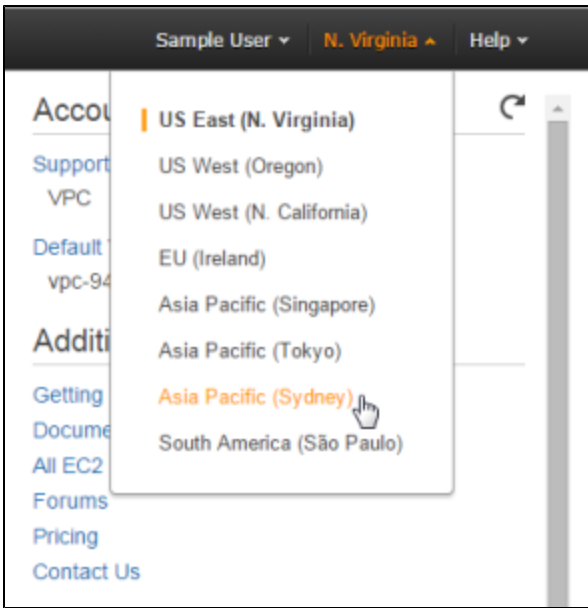 Sample User N. Virginia Help
Accou
Support
VPC
Default
vpc-94
Additi
Getting
Docume
All EC2
Forums
Pricing
Contact Us
US East (N. Virginia)
US West (Oregon)
US West (N. California)
EU (Ireland)
Asia Pacific (Singapore)
Asia Pacific (Tokyo)
Asia Pacific (Sydney)
South America (São Paulo)